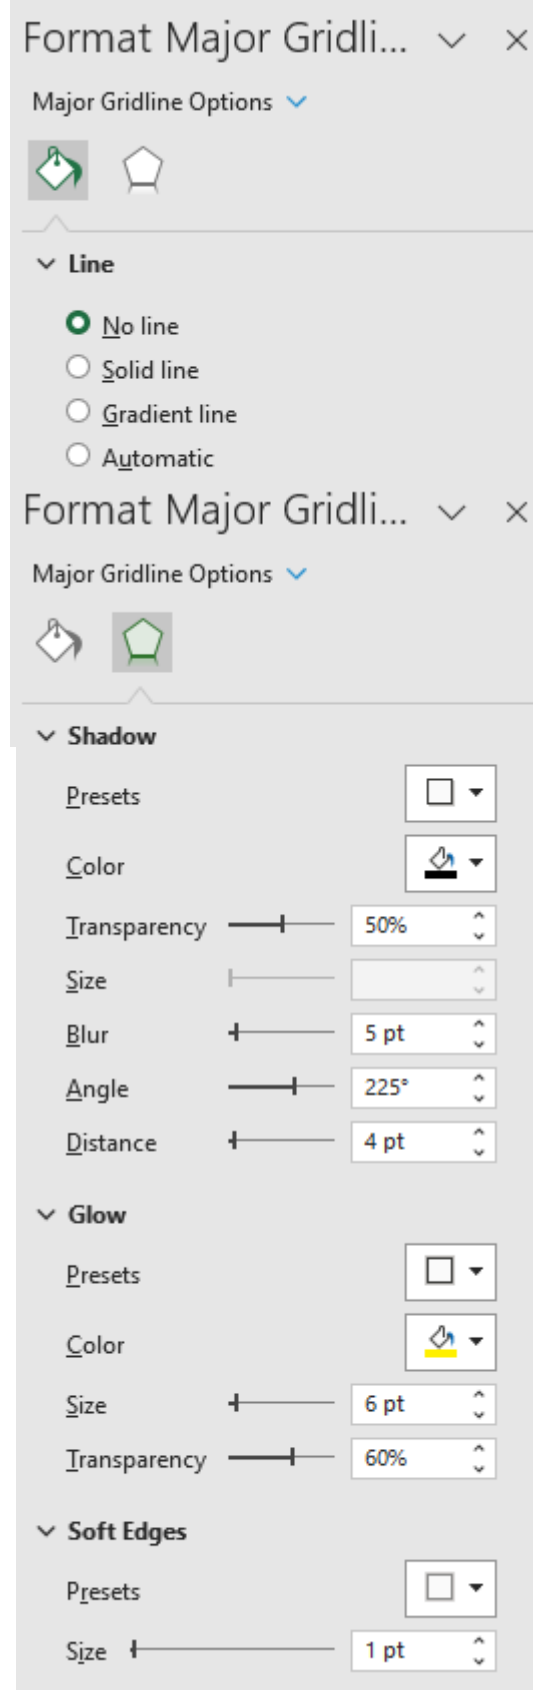 Format Major Gridli...
Major Gridline Options
Line
No line
Solid line
Gradient line
Automatic
Format Major Gridli...
Major Gridline Options
Shadow
Presets
Color
Transparency 50%
Size
Blur 5 pt
Angle 225°
Distance 4 pt
Glow
Presets
Color
Size 6 pt
Transparency 60%
Soft Edges
Presets
Size 1 pt